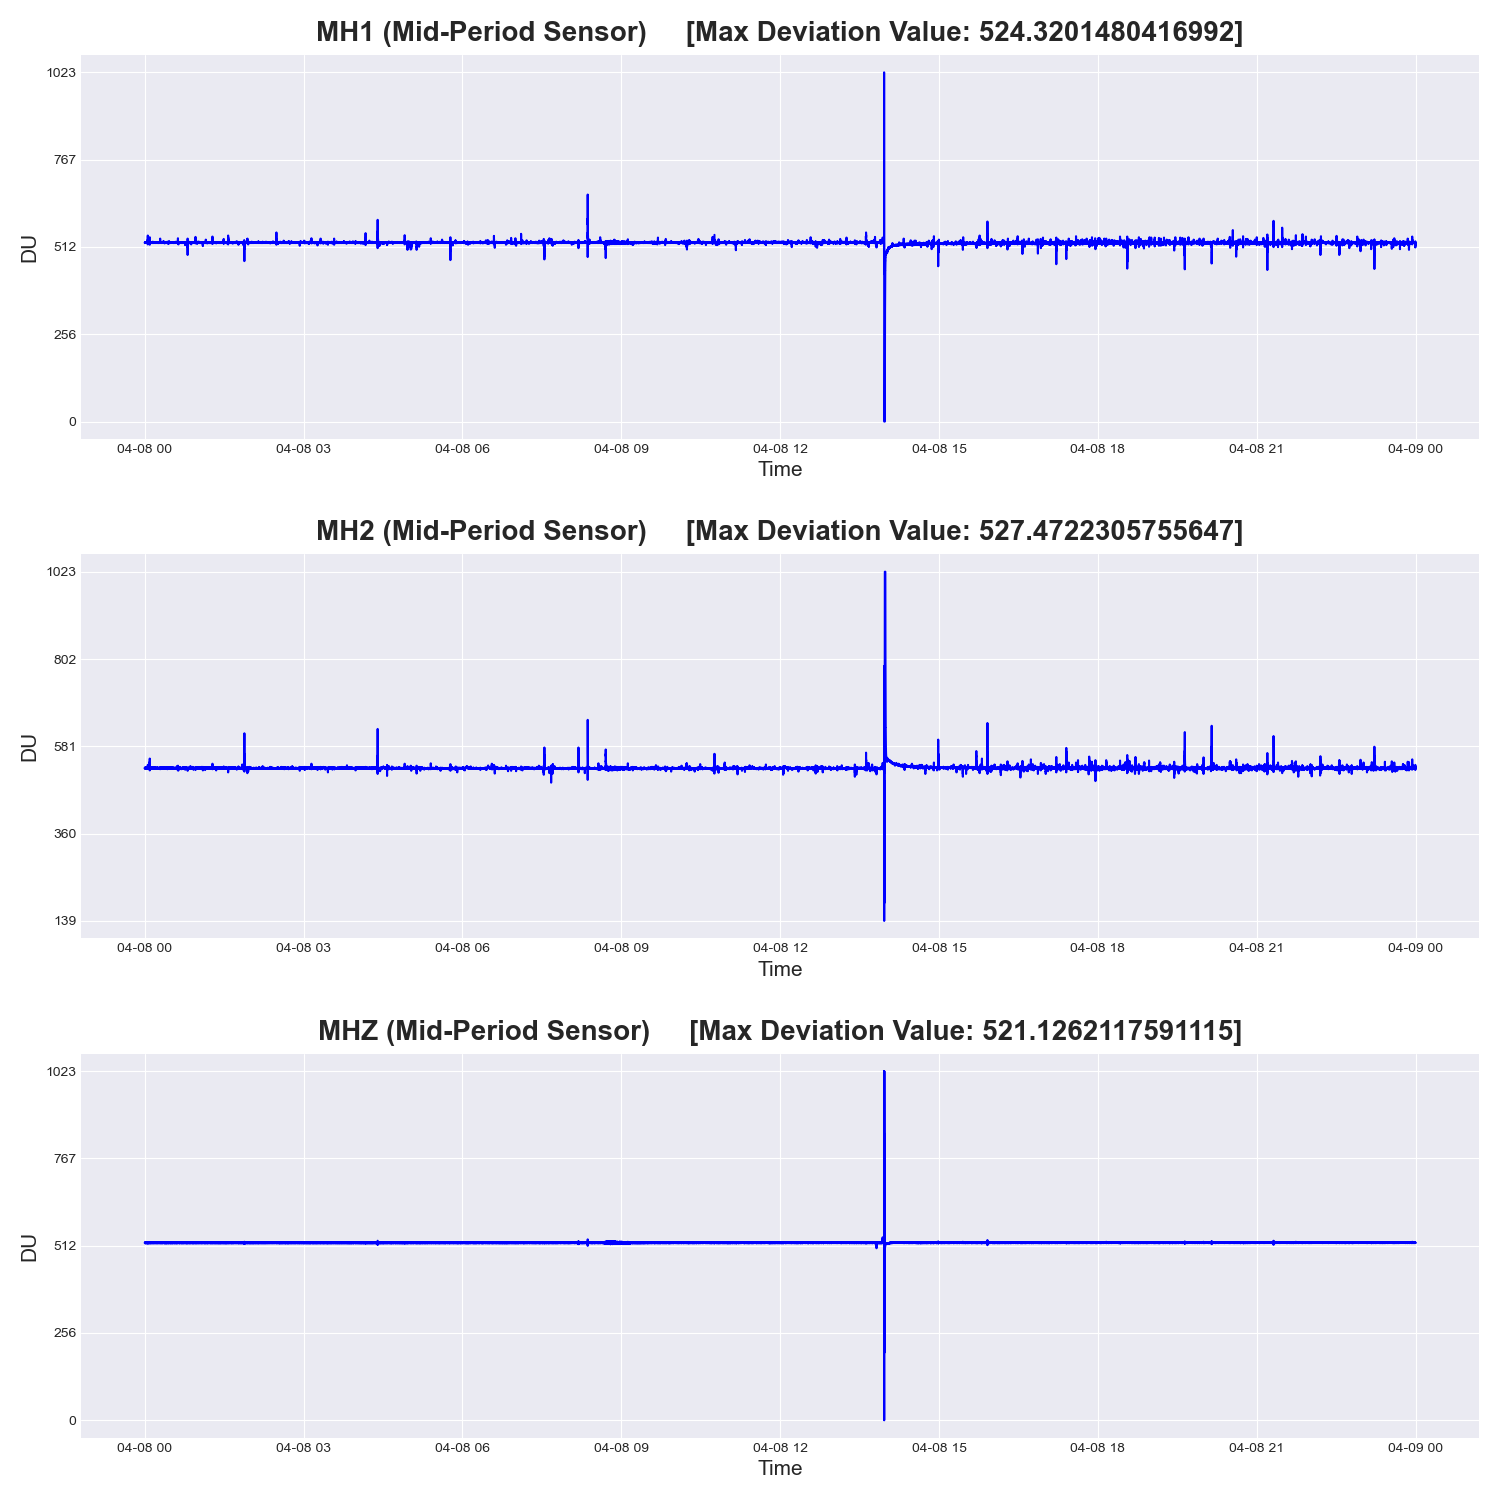 MH1 (Mid-Period Sensor) [Max Deviation Value: 524.3201480416992]
1023
767
512
256
0
DU
04-08 00 04-08 03 04-08 06 04-08 09 04-08 12 04-08 15 04-08 18 04-08 21 04-09 00
Time
MH2 (Mid-Period Sensor) [Max Deviation Value: 527.4722305755647]
1023
802
581
360
139
DU
04-08 00 04-08 03 04-08 06 04-08 09 04-08 12 04-08 15 04-08 18 04-08 21 04-09 00
Time
MHZ (Mid-Period Sensor) [Max Deviation Value: 521.1262117591115]
1023
767
512
256
0
DU
04-08 00 04-08 03 04-08 06 04-08 09 04-08 12 04-08 15 04-08 18 04-08 21 04-09 00
Time